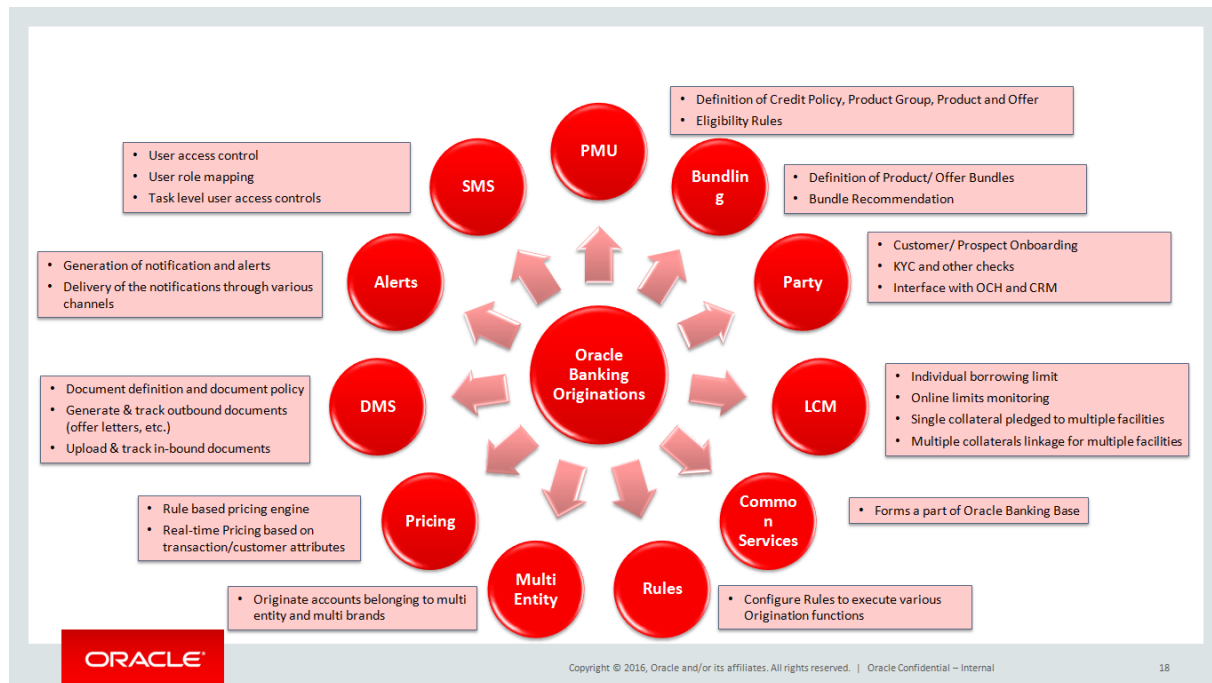 PMU
• Definition of Credit Policy, Product Group, Product and Offer
• Eligibility Rules
Bundlin
g
• Definition of Product/ Offer Bundles
• Bundle Recommendation
Party
• Customer/ Prospect Onboarding
• KYC and other checks
• Interface with OCH and CRM
LCM
• Individual borrowing limit
• Online limits monitoring
• Single collateral pledged to multiple facilities
• Multiple collaterals linkage for multiple facilities
Commo
n
Services
• Forms a part of Oracle Banking Base
Rules
• Configure Rules to execute various
Origination functions
Multi
Entity
• Originate accounts belonging to multi
entity and multi brands
Pricing
• Rule based pricing engine
• Real-time Pricing based on
transaction/customer attributes
DMS
• Document definition and document policy
• Generate & track outbound documents
(offer letters, etc.)
• Upload & track in-bound documents
Alerts
• Generation of notification and alerts
• Delivery of the notifications through various
channels
SMS
• User access control
• User role mapping
• Task level user access controls
Oracle
Banking
Originations
ORACLE®
Copyright © 2016, Oracle and/or its affiliates. All rights reserved. | Oracle Confidential – Internal
18